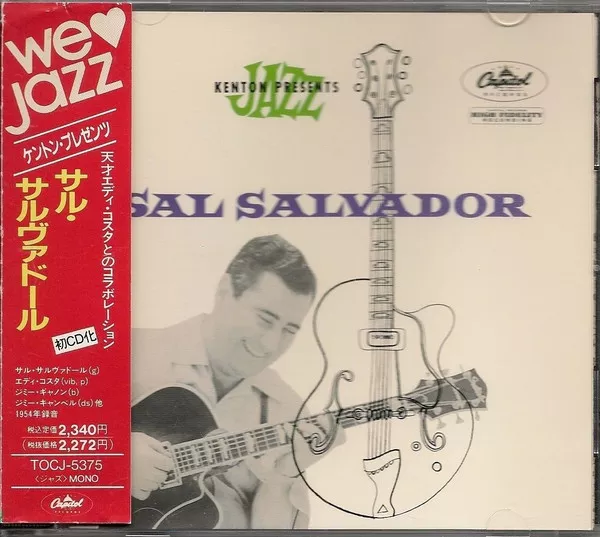 we♥
jazz
ケントン・プレゼンツ
サル・
サルヴァドール
天才エディ・コスタとのコラボレーション
初CD化
サル・サルヴァドール(g)
エディ・コスタ(vib, p)
ジミー・ギャノン(b)
ジミー・キャンベル(ds)他
1954年録音
税込定価2,340円
(税抜価格2,272円)
TOCJ-5375
〈ジャズ〉MONO
Capitol
RECORDS
KENTON PRESENTS
JAZZ
Capitol
RECORDS
HIGH FIDELITY
RECORDING
SAL SALVADOR